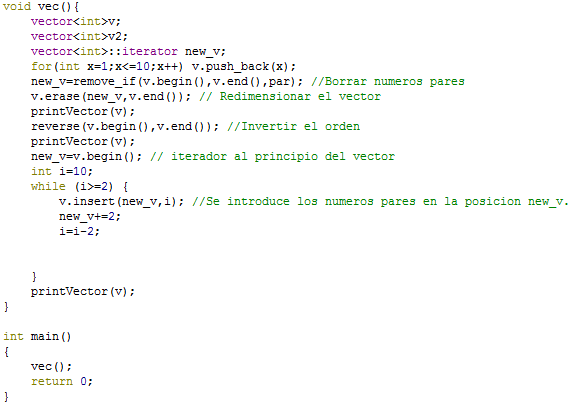 void vec(){
    vector<int>v;
    vector<int>v2;
    vector<int>::iterator new_v;
    for(int x=1;x<=10;x++) v.push_back(x);
    new_v=remove_if(v.begin(),v.end(),par); //Borrar numeros pares
    v.erase(new_v,v.end()); // Redimensionar el vector
    printVector(v);
    reverse(v.begin(),v.end()); //Invertir el orden
    printVector(v);
    new_v=v.begin(); // iterador al principio del vector
    int i=10;
    while (i>=2) {
        v.insert(new_v,i); //Se introduce los numeros pares en la posicion new_v.
        new_v+=2;
        i=i-2;
    }
    printVector(v);
}
int main()
{
    vec();
    return 0;
}